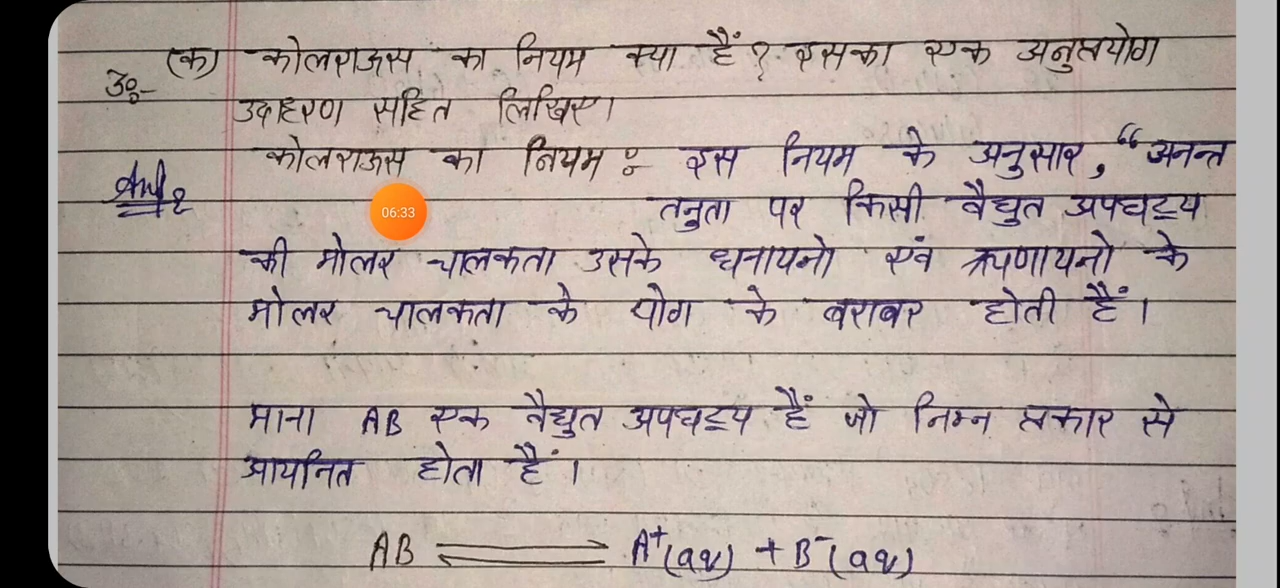 (क) कोलराऊस का नियम क्या हैं? इसका एक अनुप्रयोग
उ०:-
उदाहरण सहित लिखिए।
कोलराऊस का नियम : इस नियम के अनुसार, “अनन्त
Ans
06:33
तनुता पर किसी वैद्युत अपघट्य
की मोलर चालकता उसके धनायनो एवं ऋणायनो के
मोलर चालकता के योग के बराबर होती हैं।
माना AB एक वैद्युत अपघट्य हैं जो निम्न प्रकार से
आयनित होता हैं।
AB ⇌ A⁺(aq) + B⁻(aq)